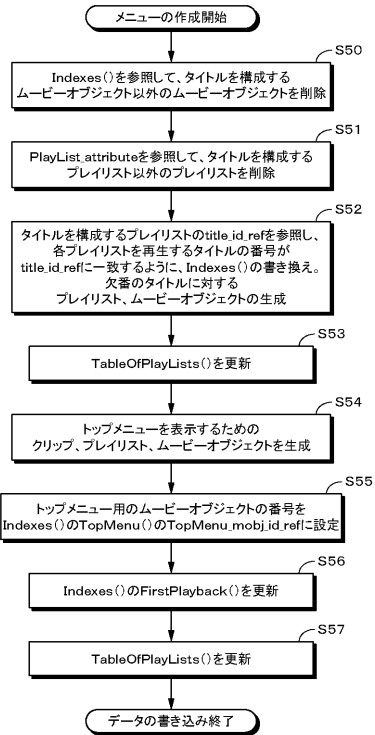 メニューの作成開始
S50
Indexes()を参照して、タイトルを構成する
ムービーオブジェクト以外のムービーオブジェクトを削除
S51
PlayList_attributeを参照して、タイトルを構成する
プレイリスト以外のプレイリストを削除
S52
タイトルを構成するプレイリストのtitle_id_refを参照し、
各プレイリストを再生するタイトルの番号が
title_id_refに一致するように、Indexes()の書き換え。
欠番のタイトルに対する
プレイリスト、ムービーオブジェクトの生成
S53
TableOfPlayLists()を更新
S54
トップメニューを表示するための
クリップ、プレイリスト、ムービーオブジェクトを生成
S55
トップメニュー用のムービーオブジェクトの番号を
Indexes()のTopMenu()のTopMenu_mobj_id_refに設定
S56
Indexes()のFirstPlayback()を更新
S57
TableOfPlayLists()を更新
データの書き込み終了